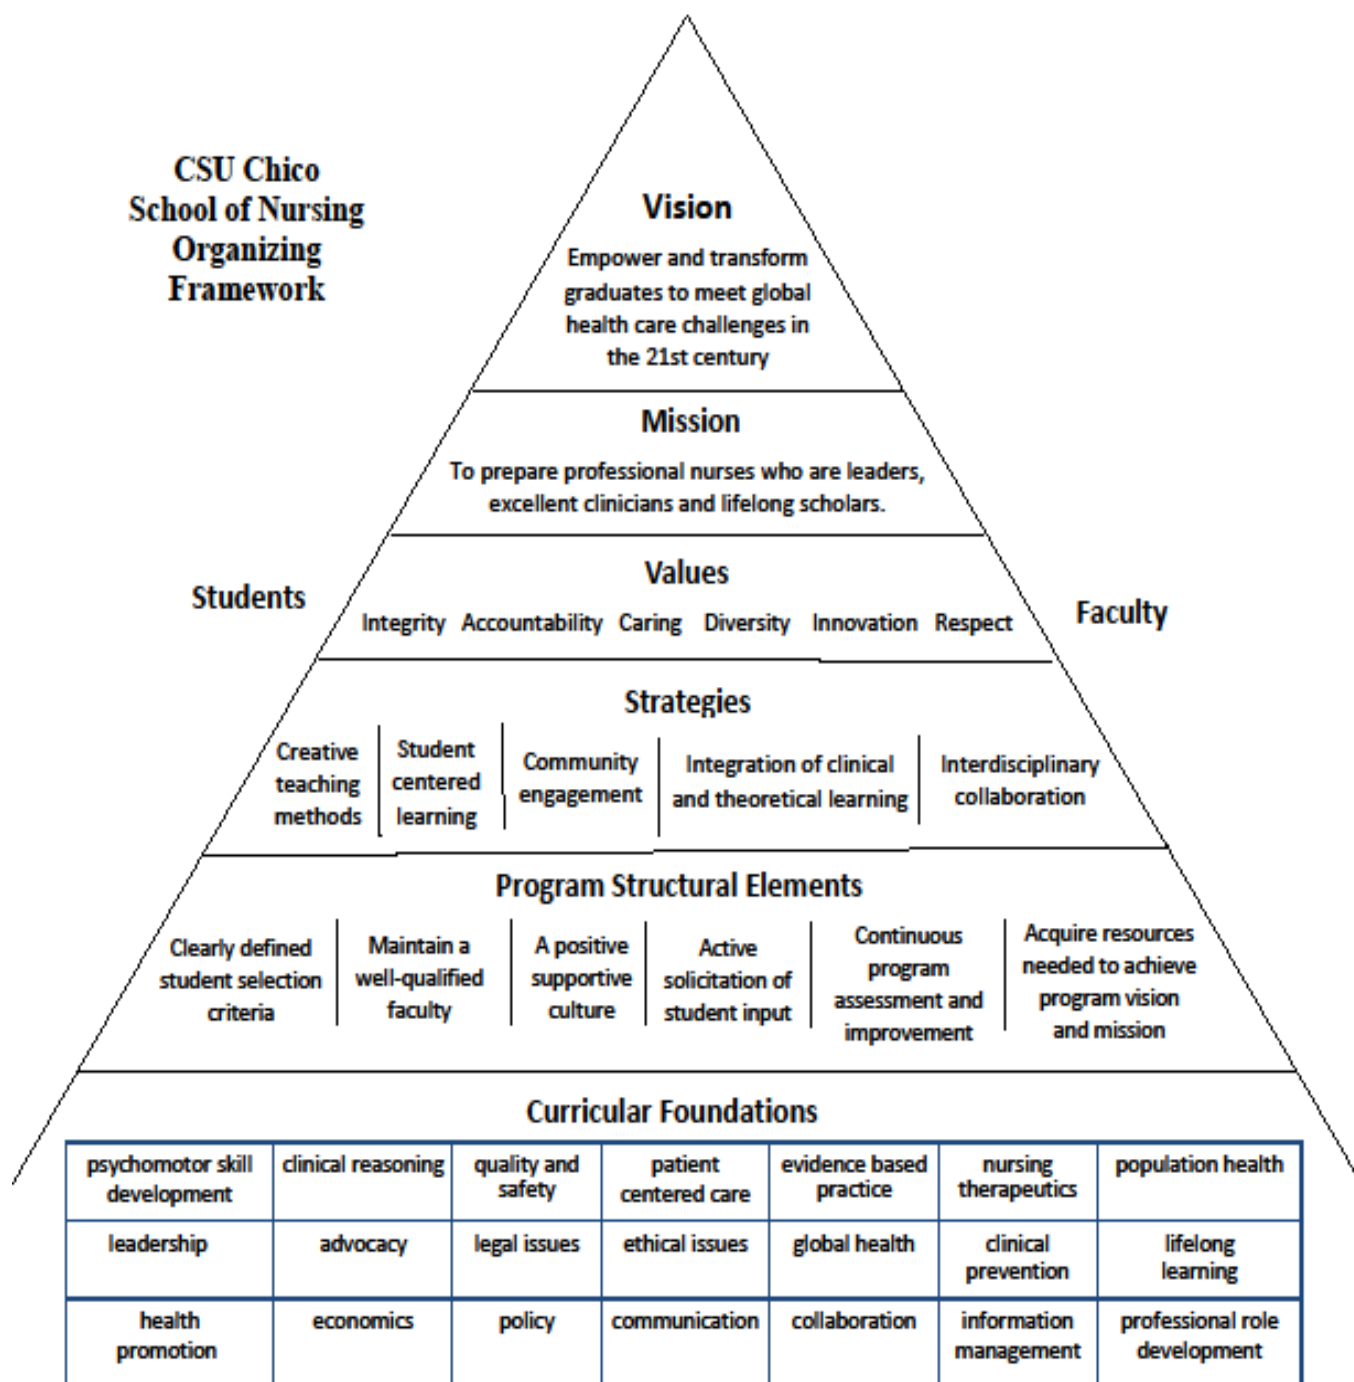 CSU Chico
School of Nursing
Organizing
Framework
Vision
Empower and transform
graduates to meet global
health care challenges in
the 21st century
Mission
To prepare professional nurses who are leaders,
excellent clinicians and lifelong scholars.
Students
Faculty
Values
Integrity Accountability Caring Diversity Innovation Respect
Strategies
Creative
teaching
methods
Student
centered
learning
Community
engagement
Integration of clinical
and theoretical learning
Interdisciplinary
collaboration
Program Structural Elements
Clearly defined
student selection
criteria
Maintain a
well-qualified
faculty
A positive
supportive
culture
Active
solicitation of
student input
Continuous
program
assessment and
improvement
Acquire resources
needed to achieve
program vision
and mission
Curricular Foundations
psychomotor skill
development
clinical reasoning
quality and
safety
patient
centered care
evidence based
practice
nursing
therapeutics
population health
leadership
advocacy
legal issues
ethical issues
global health
clinical
prevention
lifelong
learning
health
promotion
economics
policy
communication
collaboration
information
management
professional role
development